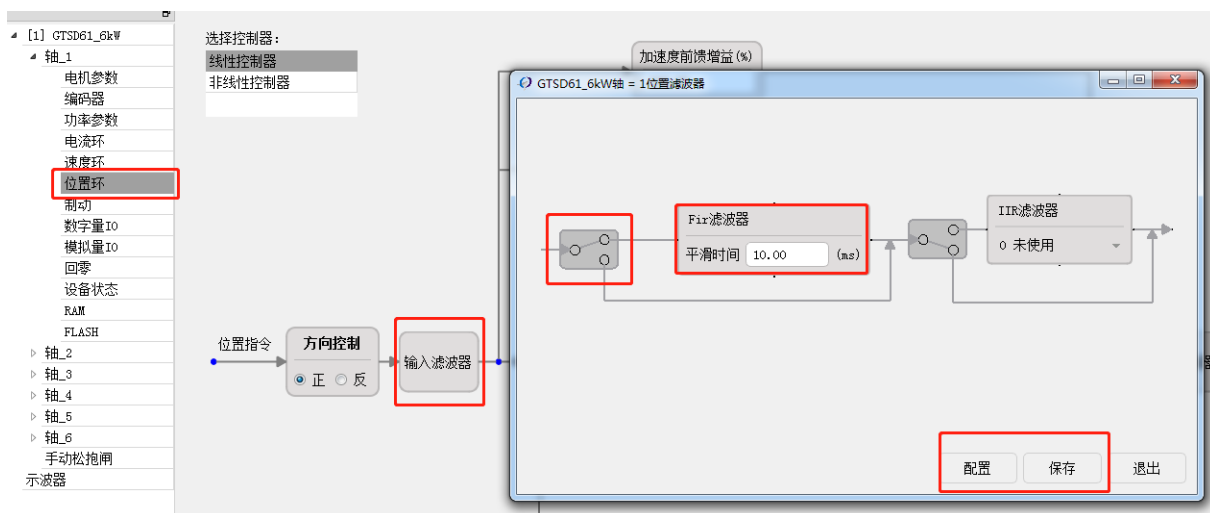 [1] GTSD61_6kW
轴_1
电机参数
编码器
功率参数
电流环
速度环
位置环
制动
数字量IO
模拟量IO
回零
设备状态
RAM
FLASH
轴_2
轴_3
轴_4
轴_5
轴_6
手动松抱闸
示波器
选择控制器：
线性控制器
非线性控制器
加速度前馈增益(%)
位置指令
方向控制
正 反
输入滤波器
GTSD61_6kW轴 = 1位置滤波器
Fir滤波器
平滑时间 10.00 (ms)
IIR滤波器
0 未使用
配置 保存 退出